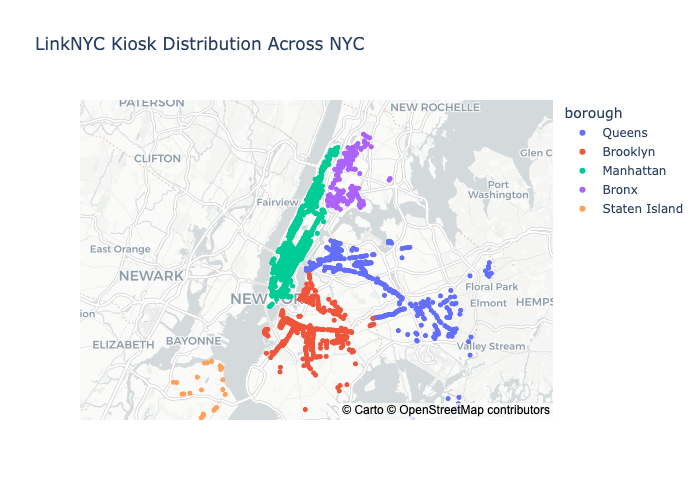 LinkNYC Kiosk Distribution Across NYC
PATERSON
NEW ROCHELLE
borough
Queens
Brooklyn
Manhattan
Bronx
Staten Island
CLIFTON
Glen C
Port
Washington
Fairview
East Orange
NEWARK
Floral Park
NEW
Elmont
HEMPS
ion
ELIZABETH
BAYONNE
Valley Stream
© Carto © OpenStreetMap contributors